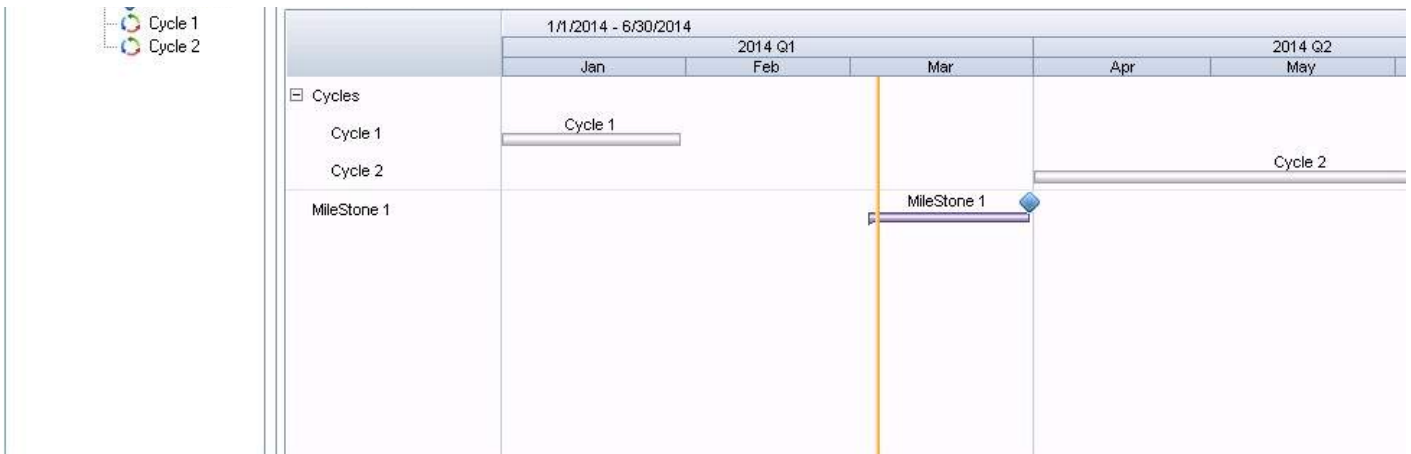 Cycle 1
Cycle 2
1/1/2014 - 6/30/2014
2014 Q1 2014 Q2
Jan Feb Mar Apr May
Cycles
Cycle 1 Cycle 1
Cycle 2 Cycle 2
MileStone 1 MileStone 1